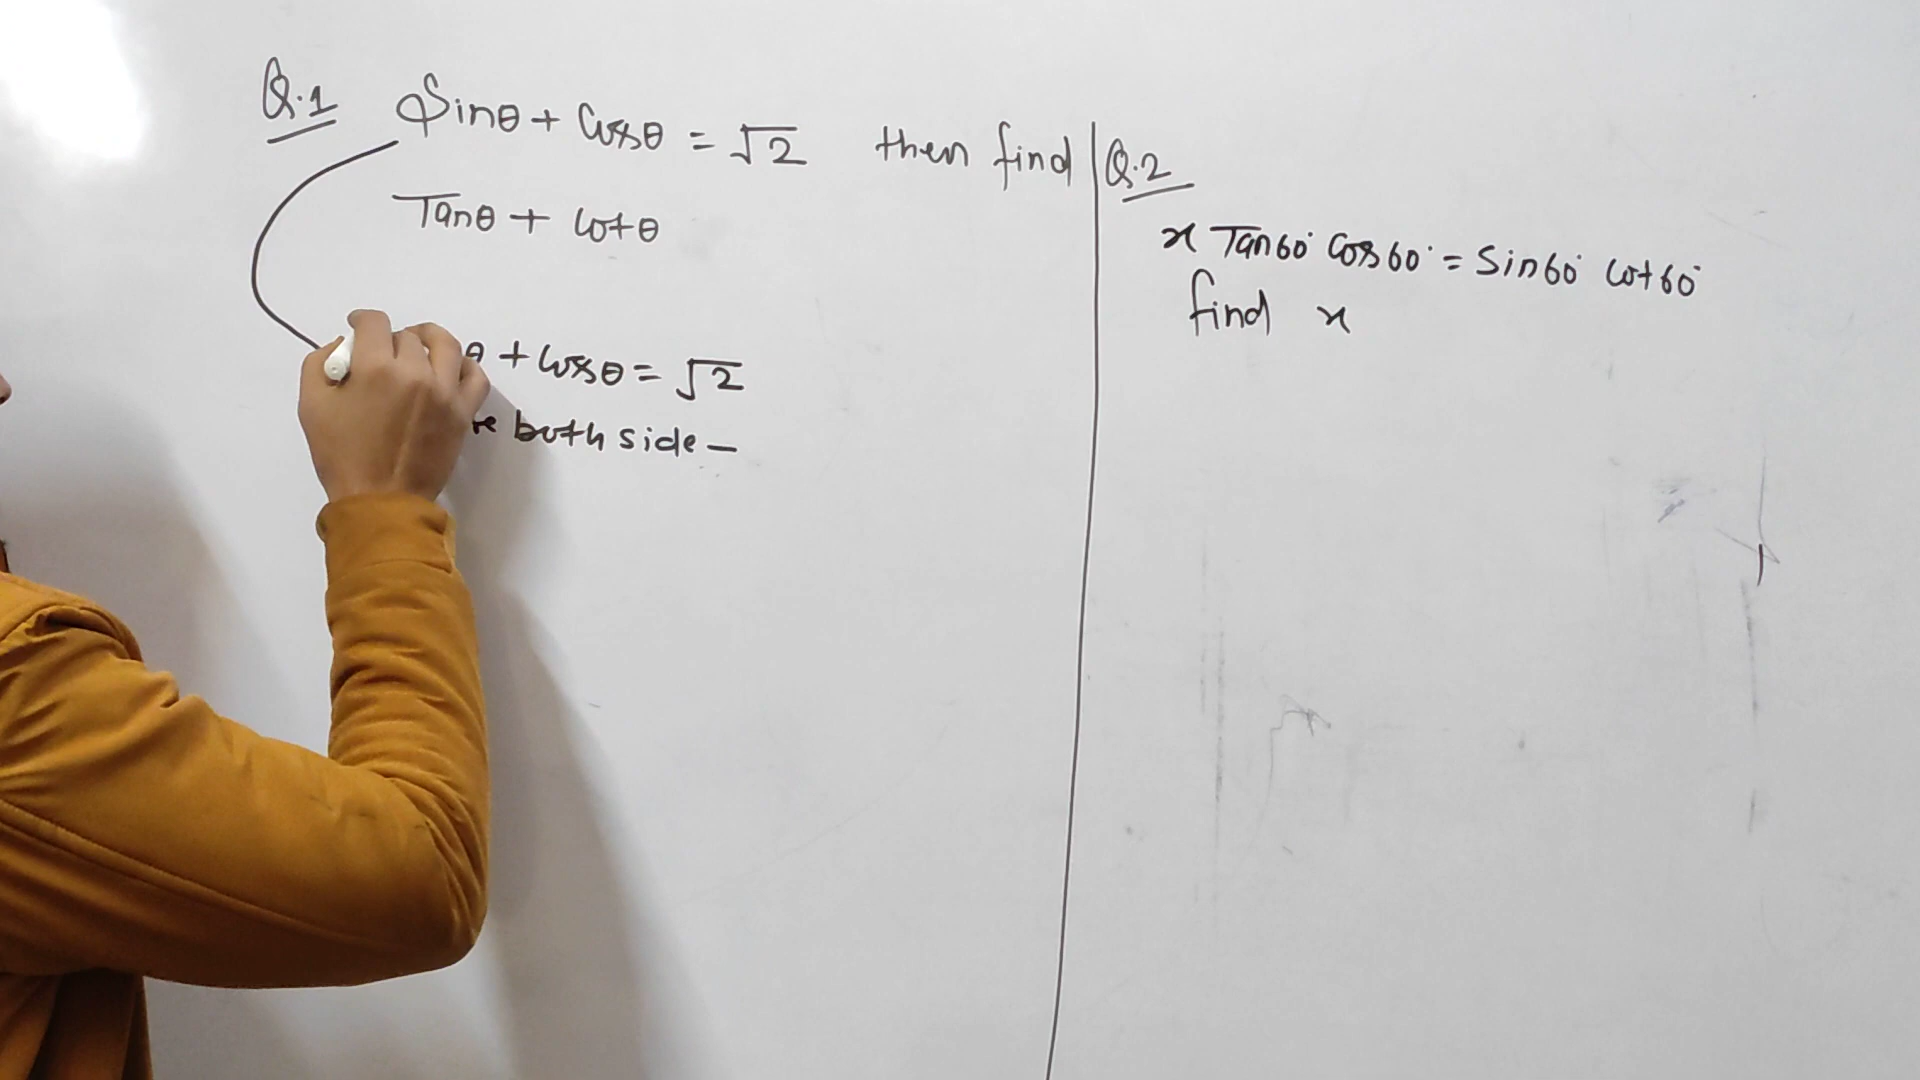 Q.1 Sinθ + Cosθ = √2 then find
Tanθ + Cotθ
θ + Cosθ = √2
both side –
Q.2
x Tan60° Cos60° = Sin60° Cot60°
find x